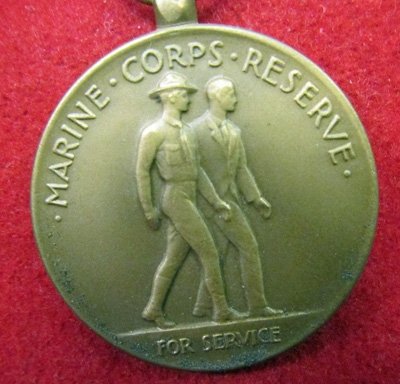 · MARINE · CORPS · RESERVE ·
FOR SERVICE